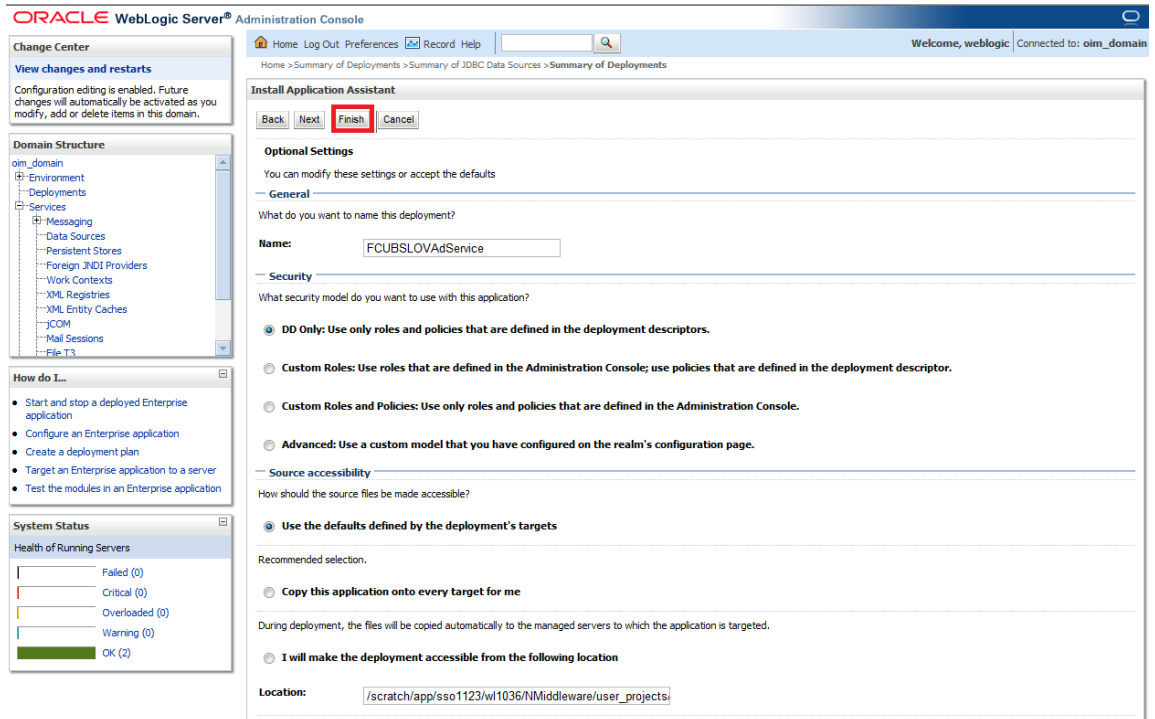 ORACLE WebLogic Server® Administration Console
Change Center
View changes and restarts
Configuration editing is enabled. Future
changes will automatically be activated as you
modify, add or delete items in this domain.
Domain Structure
oim_domain
Environment
Deployments
Services
Messaging
Data Sources
Persistent Stores
Foreign JNDI Providers
Work Contexts
XML Registries
XML Entity Caches
jCOM
Mail Sessions
File T3
How do I...
Start and stop a deployed Enterprise
application
Configure an Enterprise application
Create a deployment plan
Target an Enterprise application to a server
Test the modules in an Enterprise application
System Status
Health of Running Servers
Failed (0)
Critical (0)
Overloaded (0)
Warning (0)
OK (2)
Home Log Out Preferences Record Help
Welcome, weblogic Connected to: oim_domain
Home >Summary of Deployments >Summary of JDBC Data Sources >Summary of Deployments
Install Application Assistant
Back Next Finish Cancel
Optional Settings
You can modify these settings or accept the defaults
General
What do you want to name this deployment?
Name: FCUBSLOVAdService
Security
What security model do you want to use with this application?
DD Only: Use only roles and policies that are defined in the deployment descriptors.
Custom Roles: Use roles that are defined in the Administration Console; use policies that are defined in the deployment descriptor.
Custom Roles and Policies: Use only roles and policies that are defined in the Administration Console.
Advanced: Use a custom model that you have configured on the realm's configuration page.
Source accessibility
How should the source files be made accessible?
Use the defaults defined by the deployment's targets
Recommended selection.
Copy this application onto every target for me
During deployment, the files will be copied automatically to the managed servers to which the application is targeted.
I will make the deployment accessible from the following location
Location: /scratch/app/sso1123/wl1036/NMiddleware/user_projects/